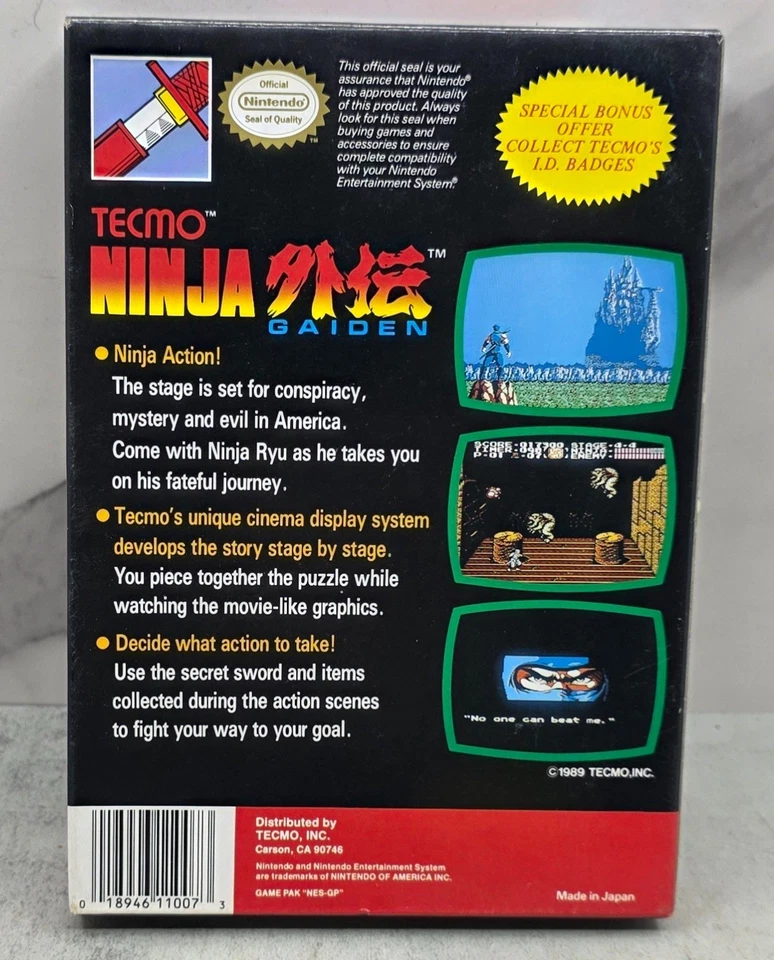 Official
Nintendo®
Seal of Quality
TM
This official seal is your
assurance that Nintendo®
has approved the quality
of this product. Always
look for this seal when
buying games and
accessories to ensure
complete compatibility
with your Nintendo
Entertainment System®.
SPECIAL BONUS
OFFER
COLLECT TECMO'S
I.D. BADGES
TECMO™
NINJA 外伝™
GAIDEN
● Ninja Action!
The stage is set for conspiracy,
mystery and evil in America.
Come with Ninja Ryu as he takes you
on his fateful journey.
● Tecmo's unique cinema display system
develops the story stage by stage.
You piece together the puzzle while
watching the movie-like graphics.
● Decide what action to take!
Use the secret sword and items
collected during the action scenes
to fight your way to your goal.
SCORE-017300 STAGE-4-4
"No one can beat me."
©1989 TECMO,INC.
0 18946 11007 3
Distributed by
TECMO, INC.
Carson, CA 90746
Nintendo and Nintendo Entertainment System
are trademarks of NINTENDO OF AMERICA INC.
GAME PAK "NES-GP"
Made in Japan